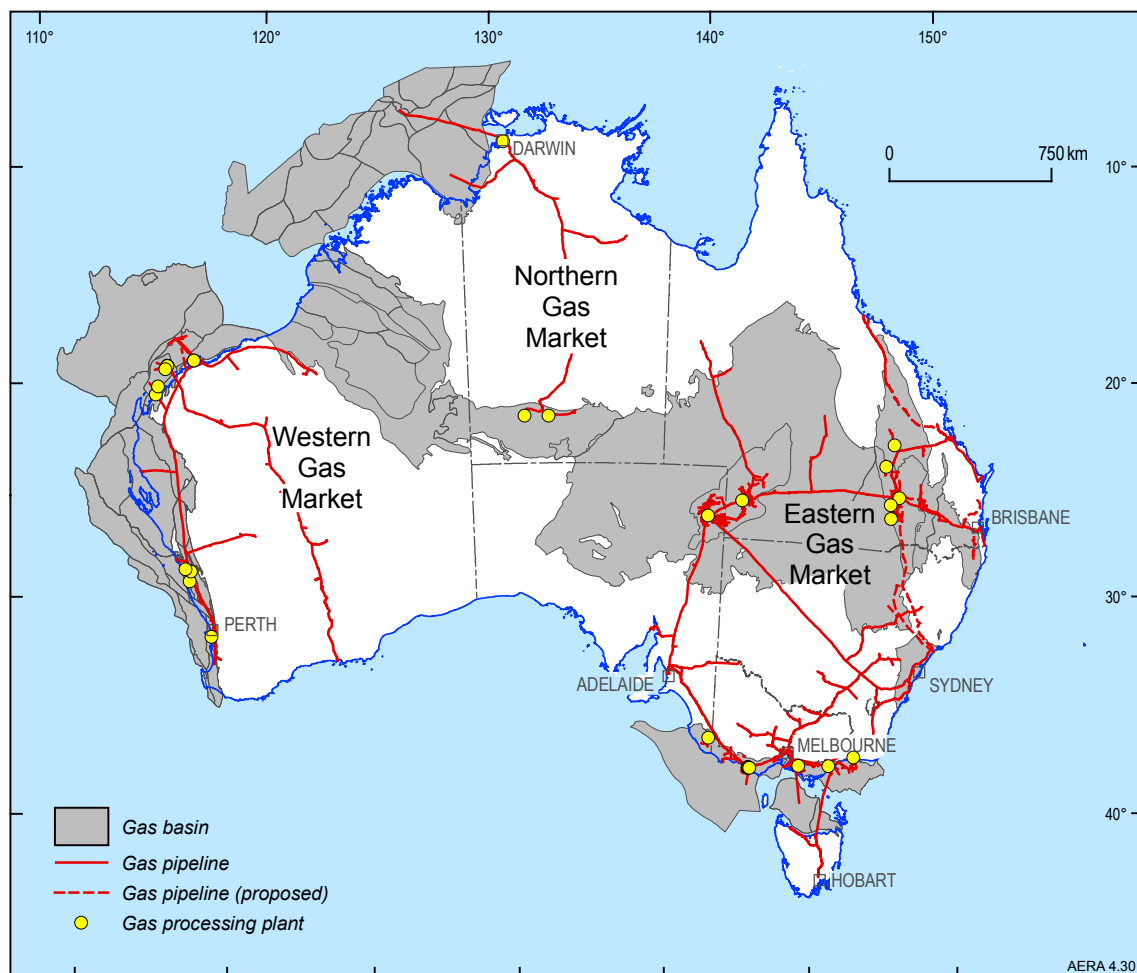 110°
120°
130°
140°
150°
DARWIN
0
750 km
10°
Northern
Gas
Market
20°
Western
Gas
Market
Eastern
Gas
Market
BRISBANE
30°
PERTH
ADELAIDE
SYDNEY
MELBOURNE
40°
Gas basin
Gas pipeline
Gas pipeline (proposed)
Gas processing plant
HOBART
AERA 4.30